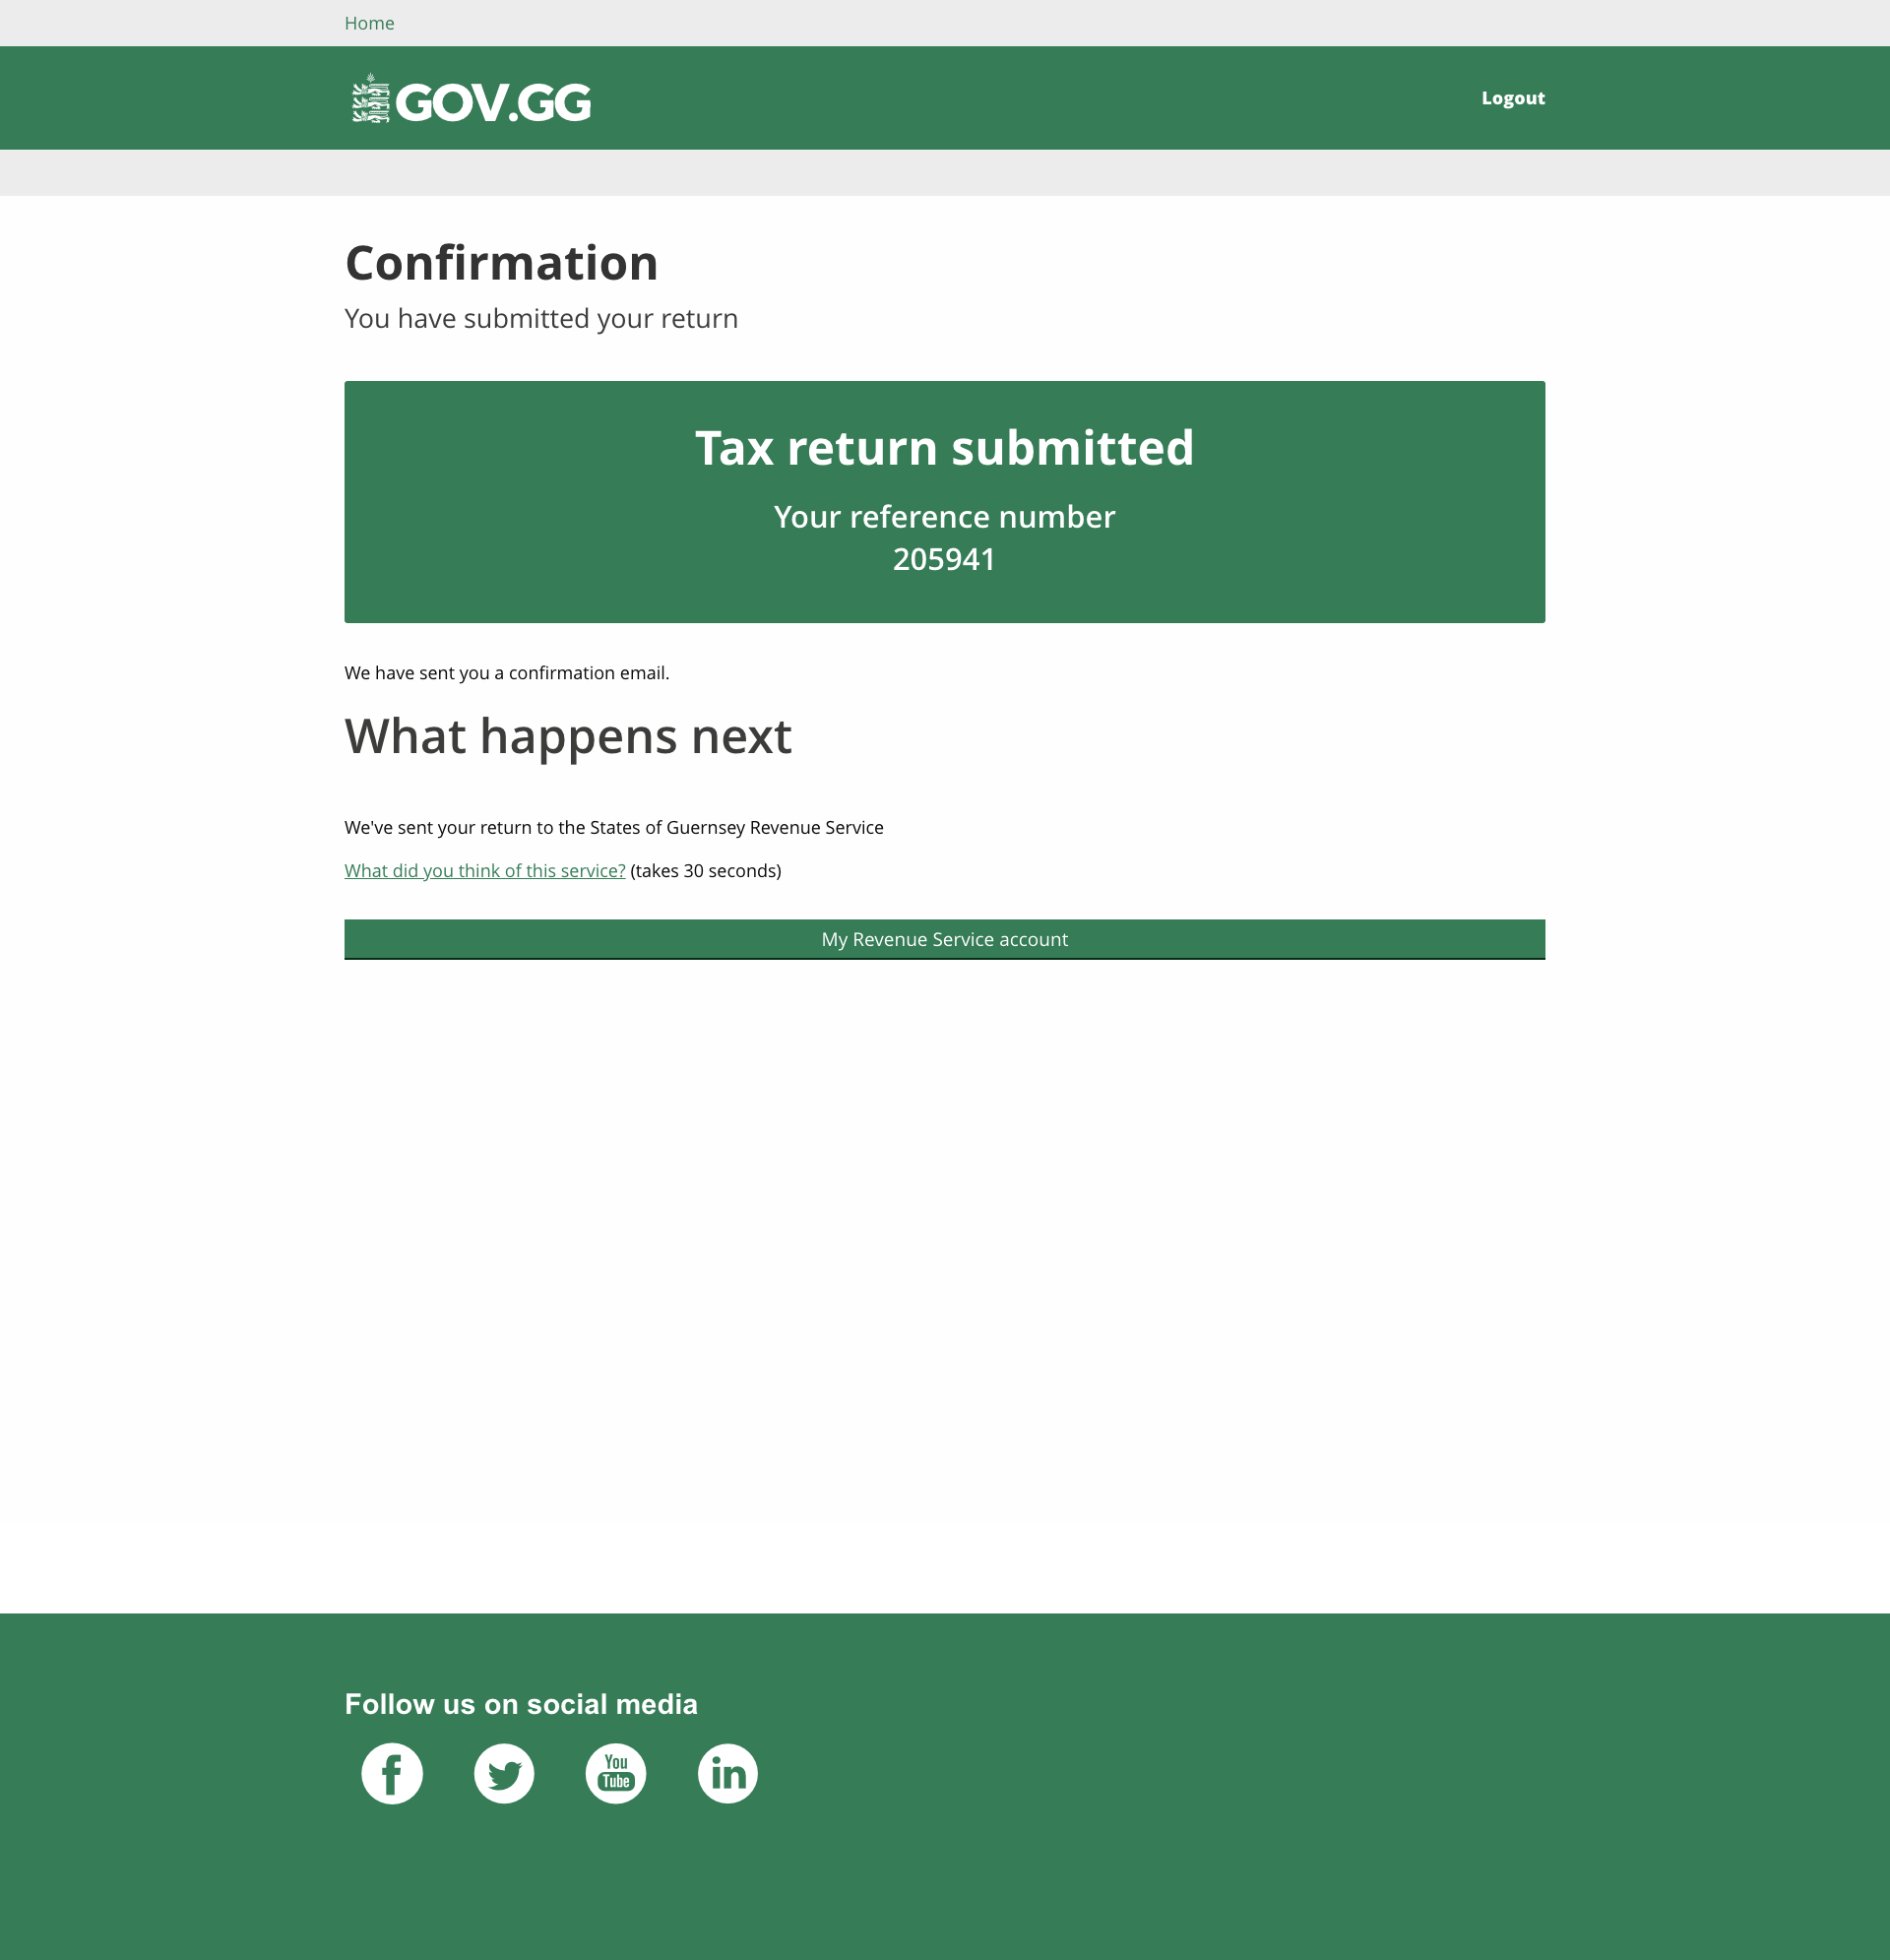 Home
GOV.GG
Logout
Confirmation
You have submitted your return
Tax return submitted
Your reference number
205941
We have sent you a confirmation email.
What happens next
We've sent your return to the States of Guernsey Revenue Service
What did you think of this service? (takes 30 seconds)
My Revenue Service account
Follow us on social media
f
You
Tube
in